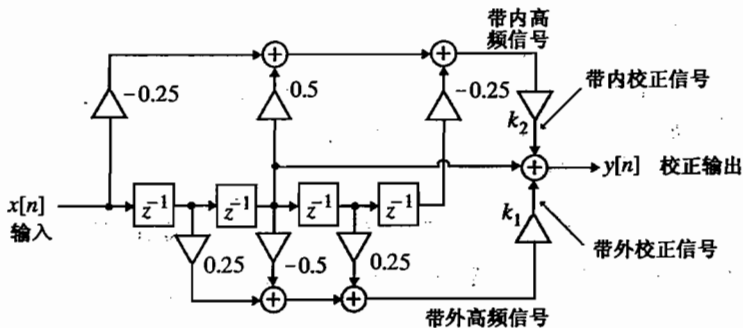 带内高
频信号
-0.25
0.5
-0.25
带内校正信号
k₂
x[n]
输入
z⁻¹
z⁻¹
z⁻¹
z⁻¹
y[n] 校正输出
k₁
0.25
-0.5
0.25
带外校正信号
带外高频信号